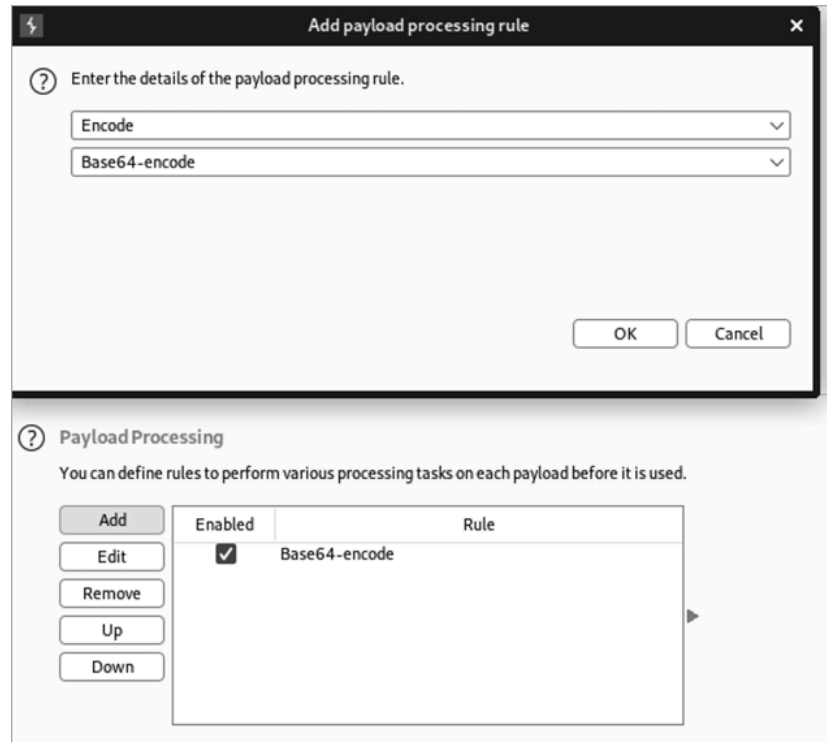 Add payload processing rule
Enter the details of the payload processing rule.
Encode
Base64-encode
OK Cancel
Payload Processing
You can define rules to perform various processing tasks on each payload before it is used.
Add Enabled Rule
Edit Base64-encode
Remove
Up
Down